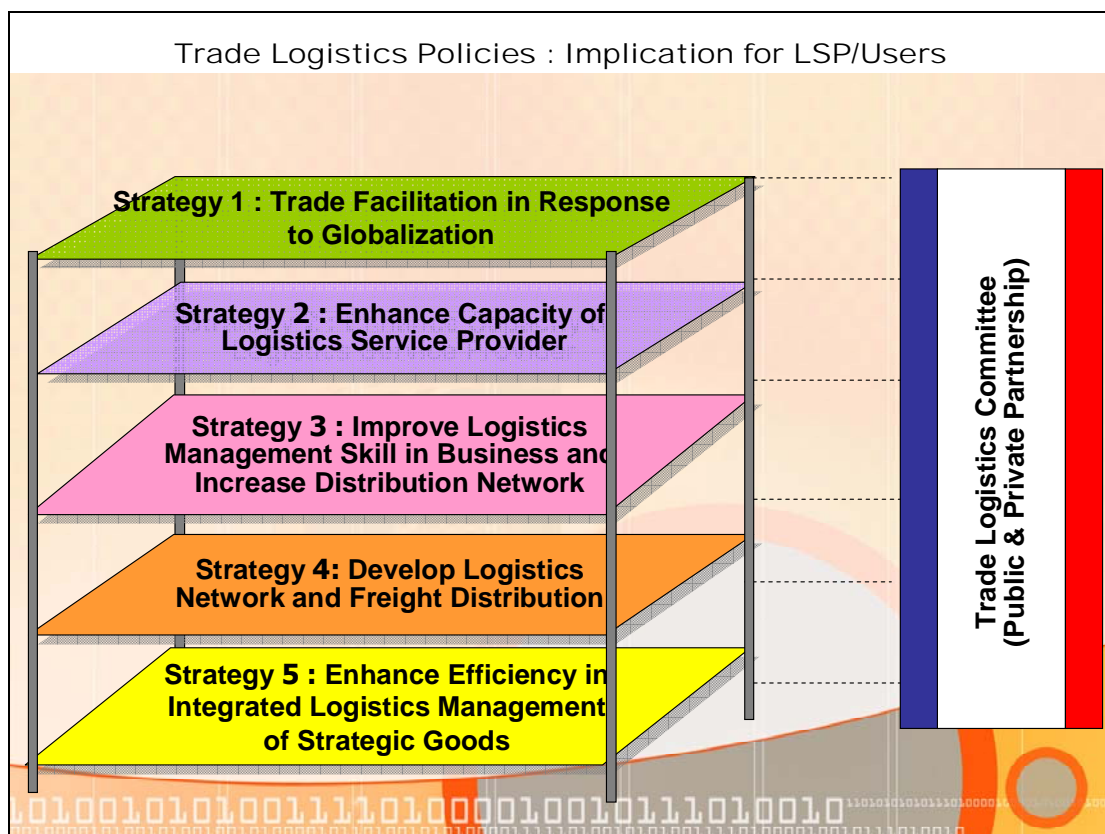 Trade Logistics Policies : Implication for LSP/Users
Strategy 1 : Trade Facilitation in Response
to Globalization
Strategy 2 : Enhance Capacity of
Logistics Service Provider
Strategy 3 : Improve Logistics
Management Skill in Business and
Increase Distribution Network
Strategy 4: Develop Logistics
Network and Freight Distribution
Strategy 5 : Enhance Efficiency in
Integrated Logistics Management
of Strategic Goods
Trade Logistics Committee
(Public & Private Partnership)